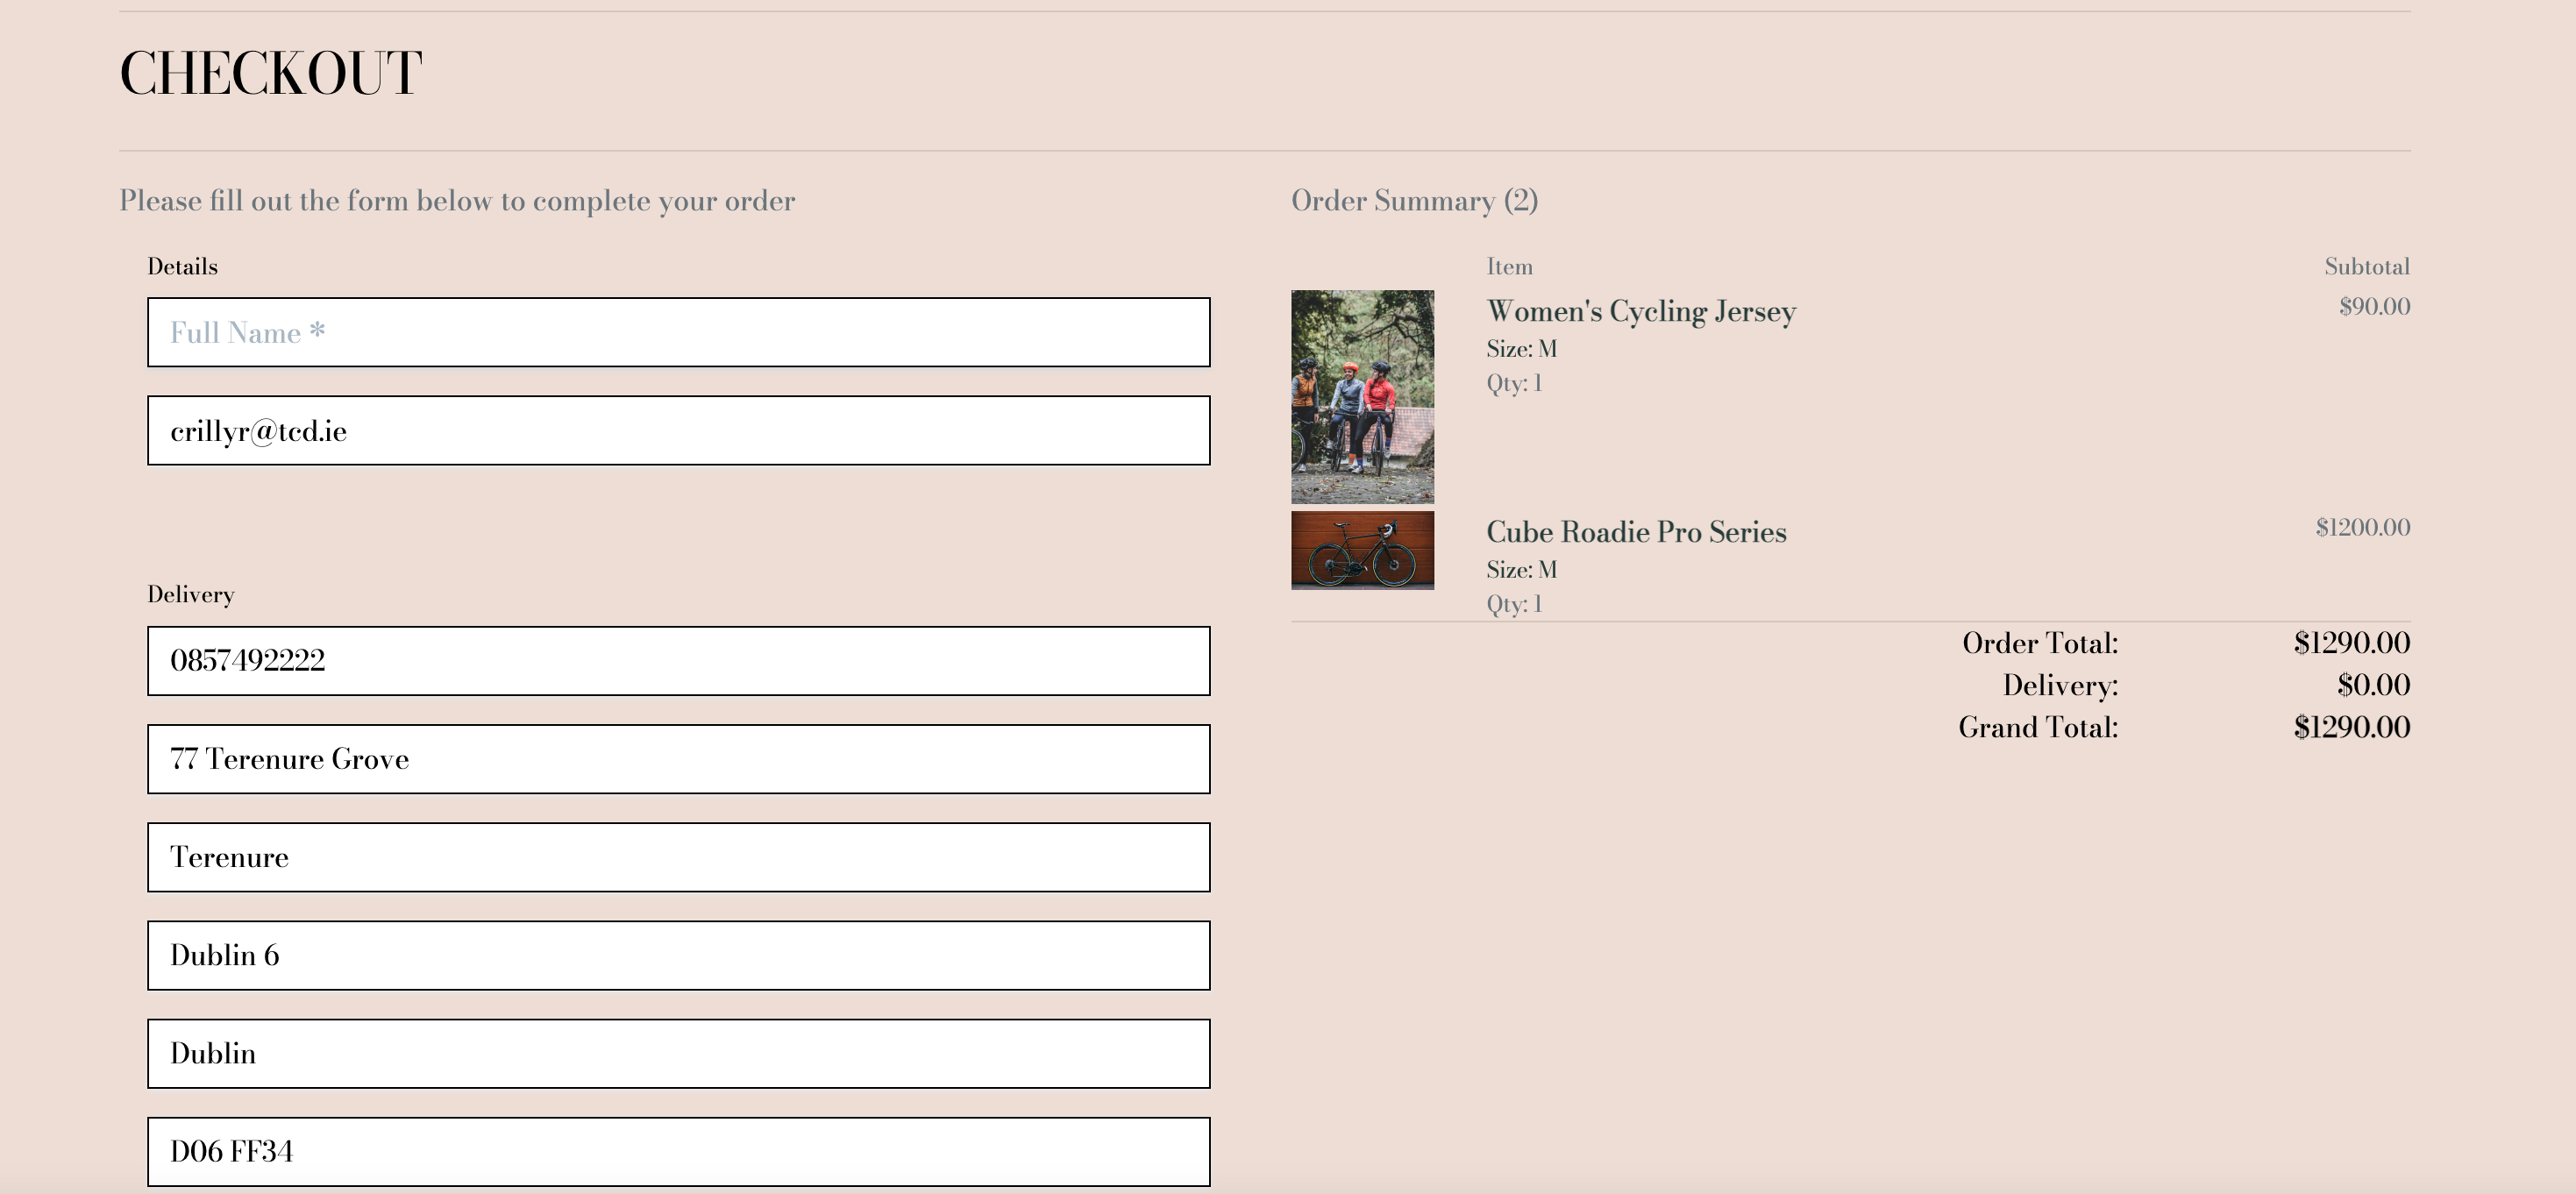 CHECKOUT
Please fill out the form below to complete your order
Details
Full Name *
crillyr@tcd.ie
Delivery
0857492222
77 Terenure Grove
Terenure
Dublin 6
Dublin
D06 FF34
Order Summary (2)
Item Subtotal
Women's Cycling Jersey $90.00
Size: M
Qty: 1
Cube Roadie Pro Series $1200.00
Size: M
Qty: 1
Order Total: $1290.00
Delivery: $0.00
Grand Total: $1290.00